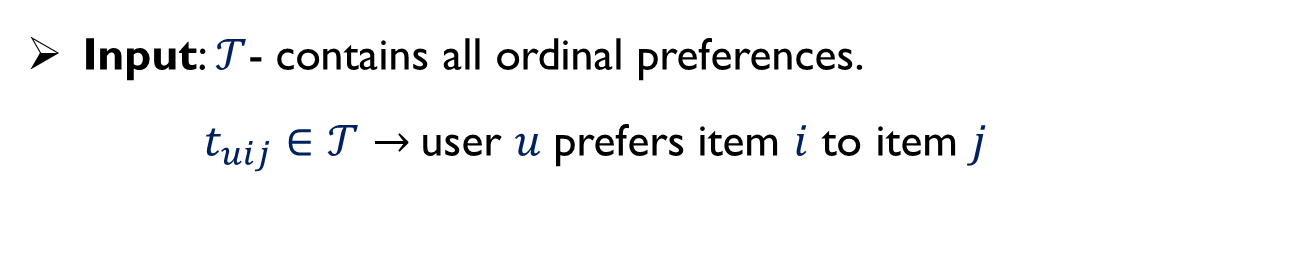 ➢ Input: 𝒯 - contains all ordinal preferences.
t_{uij} ∈ 𝒯 → user u prefers item i to item j